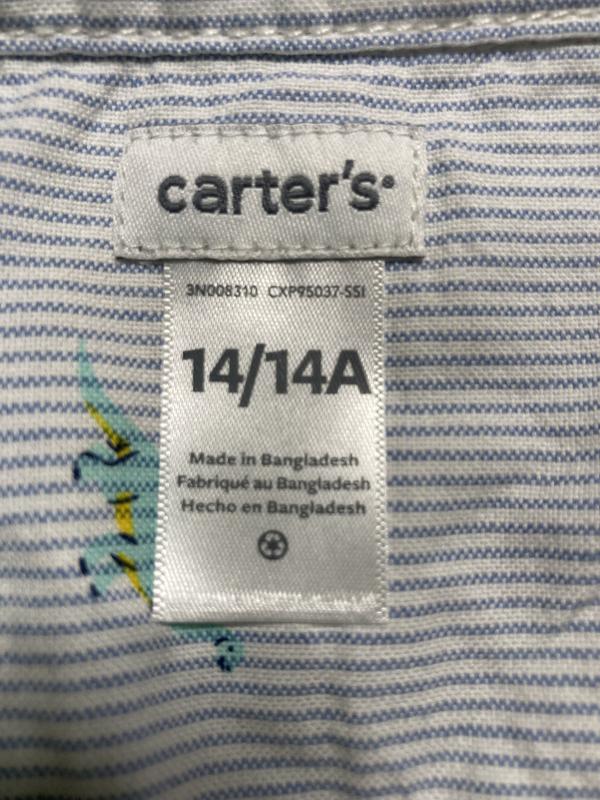 carter's
3N008310 CXP95037-SSI
14/14A
Made in Bangladesh
Fabriqué au Bangladesh
Hecho en Bangladesh